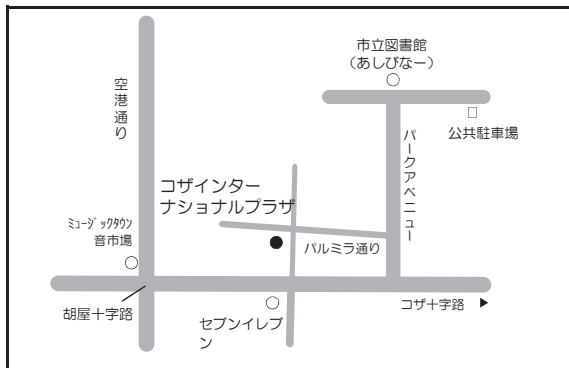 市立図書館
（あしびなー）
空港通り
公共駐車場
パークアベニュー
コザインター
ナショナルプラザ
ﾐｭｰｼﾞｯｸﾀｳﾝ
音市場
パルミラ通り
胡屋十字路
セブンイレブ
ン
コザ十字路 ▶